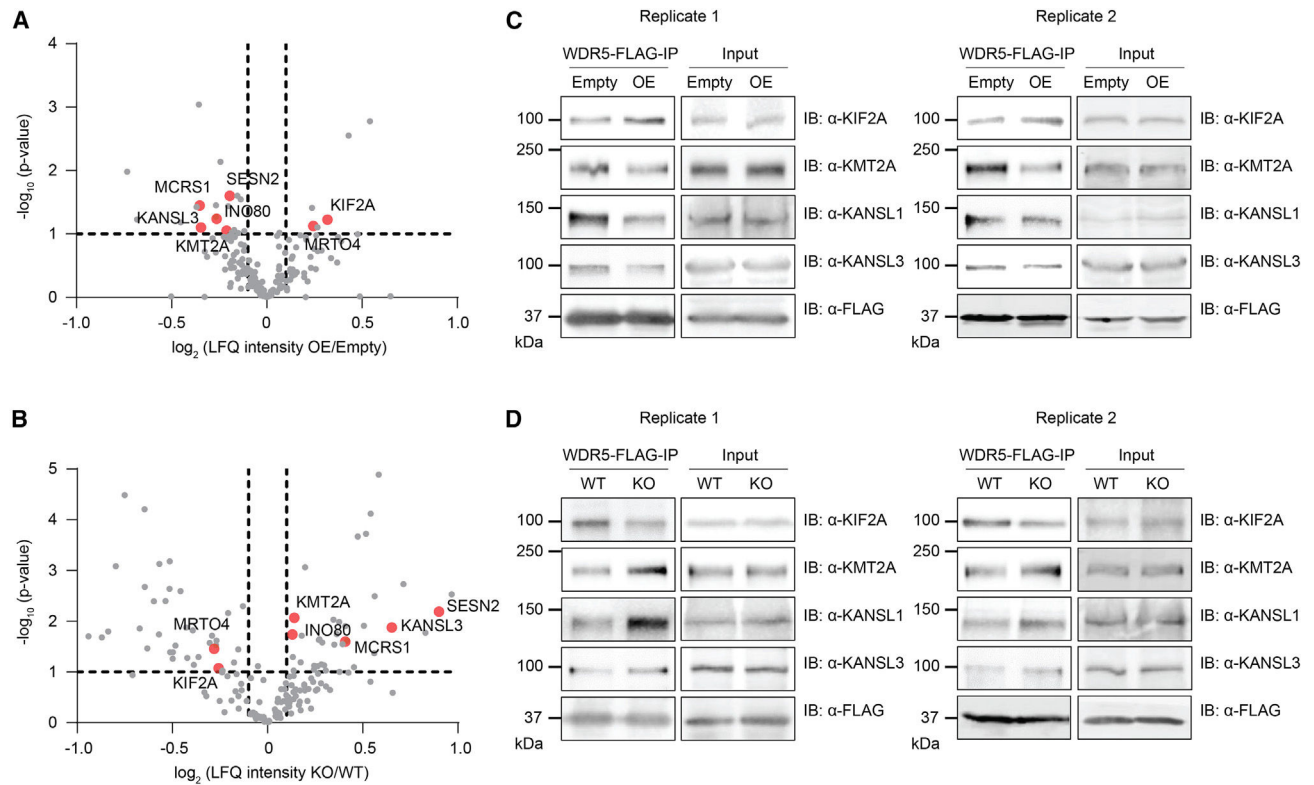 A
4
3
2
1
0
-log10 (p-value)
MCRS1
SESN2
KANSL3
INO80
KMT2A
KIF2A
MRTO4
-1.0
-0.5
0
0.5
1.0
log2 (LFQ intensity OE/Empty)
B
5
4
3
2
1
0
-log10 (p-value)
MRTO4
KIF2A
KMT2A
INO80
MCRS1
KANSL3
SESN2
-1.0
-0.5
0
0.5
1.0
log2 (LFQ intensity KO/WT)
C
Replicate 1
WDR5-FLAG-IP Input
Empty OE Empty OE
100 IB: α-KIF2A
250
IB: α-KMT2A
150
IB: α-KANSL1
100 IB: α-KANSL3
37 IB: α-FLAG
kDa
Replicate 2
WDR5-FLAG-IP Input
Empty OE Empty OE
100 IB: α-KIF2A
250
IB: α-KMT2A
150
IB: α-KANSL1
100 IB: α-KANSL3
37 IB: α-FLAG
kDa
D
Replicate 1
WDR5-FLAG-IP Input
WT KO WT KO
100 IB: α-KIF2A
250
IB: α-KMT2A
150
IB: α-KANSL1
100 IB: α-KANSL3
37 IB: α-FLAG
kDa
Replicate 2
WDR5-FLAG-IP Input
WT KO WT KO
100 IB: α-KIF2A
250
IB: α-KMT2A
150
IB: α-KANSL1
100 IB: α-KANSL3
37 IB: α-FLAG
kDa